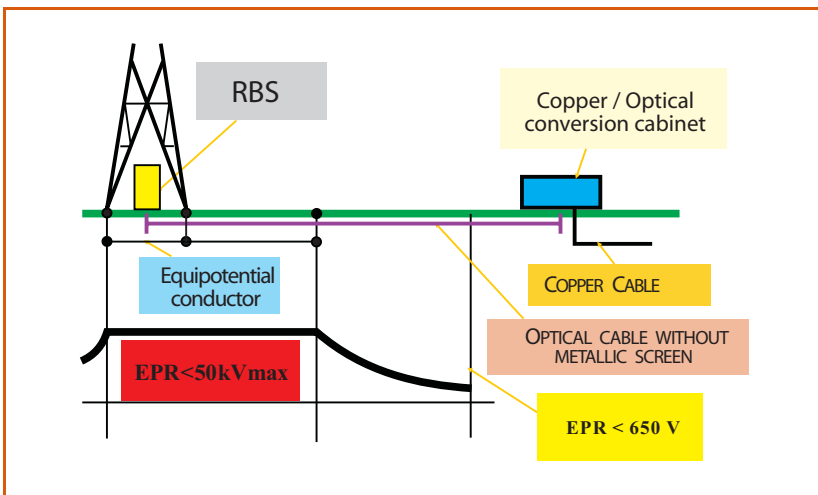 RBS
Copper / Optical
conversion cabinet
Equipotential
conductor
COPPER CABLE
OPTICAL CABLE WITHOUT
METALLIC SCREEN
EPR<50kVmax
EPR < 650 V